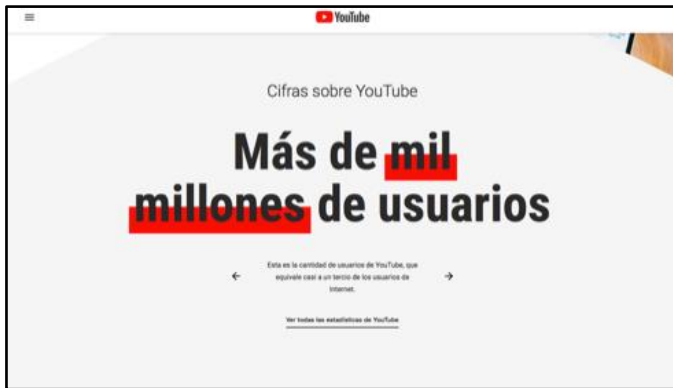 YouTube
Cifras sobre YouTube
Más de mil
millones de usuarios
Esta es la cantidad de usuarios de YouTube, que
equivale casi a un tercio de los usuarios de
Internet.
Ver todas las estadísticas de YouTube